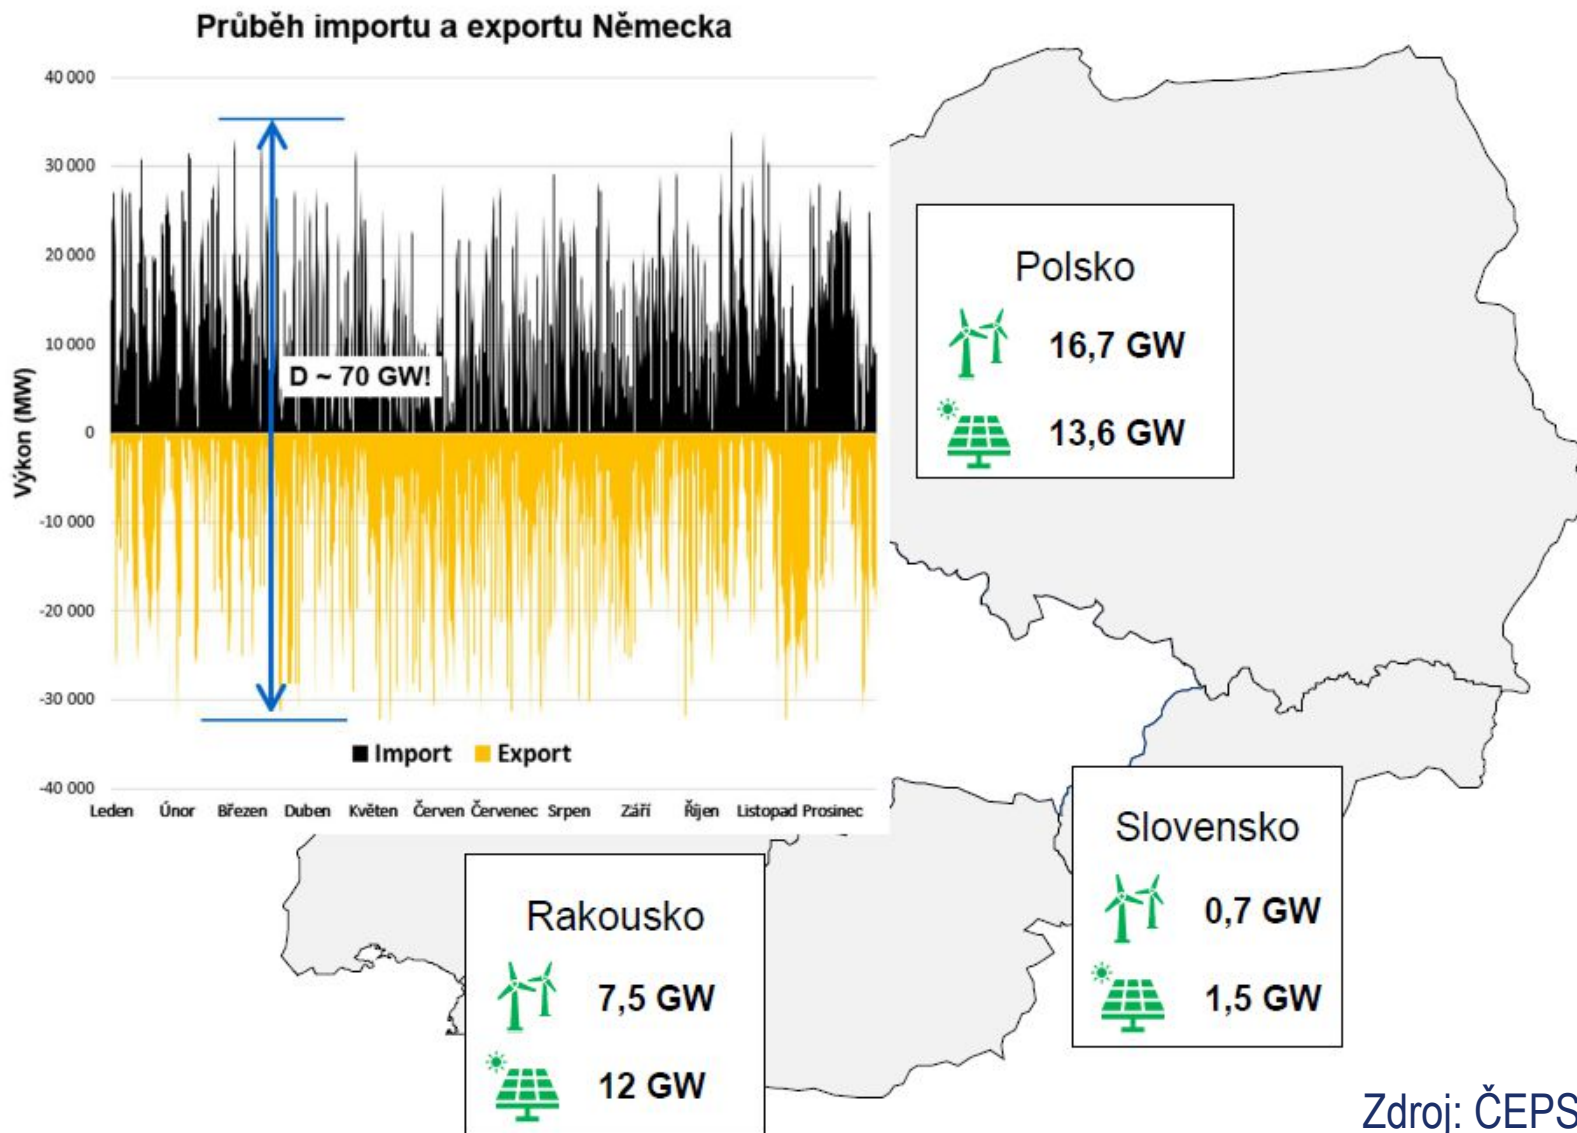 Průběh importu a exportu Německa
Výkon (MW)
40 000
30 000
20 000
10 000
0
-10 000
-20 000
-30 000
-40 000
D ~ 70 GW!
Import Export
Leden Únor Březen Duben Květen Červen Červenec Srpen Září Říjen Listopad Prosinec
Polsko
16,7 GW
13,6 GW
Slovensko
0,7 GW
1,5 GW
Rakousko
7,5 GW
12 GW
Zdroj: ČEPS